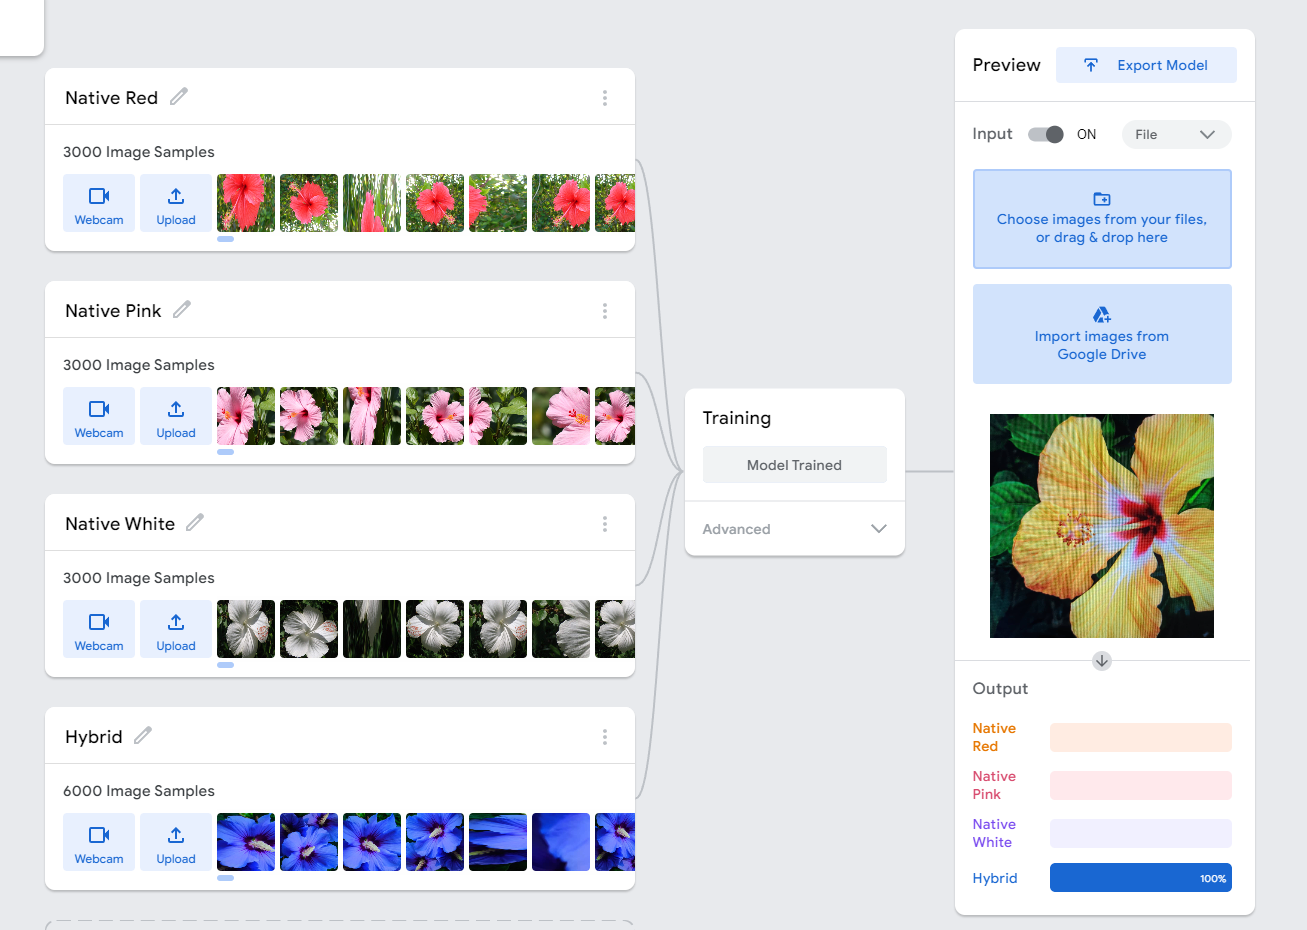 Native Red
3000 Image Samples
Webcam
Upload
Native Pink
3000 Image Samples
Webcam
Upload
Native White
3000 Image Samples
Webcam
Upload
Hybrid
6000 Image Samples
Webcam
Upload
Training
Model Trained
Advanced
Preview
Export Model
Input
ON
File
Choose images from your files,
or drag & drop here
Import images from
Google Drive
Output
Native
Red
Native
Pink
Native
White
Hybrid
100%